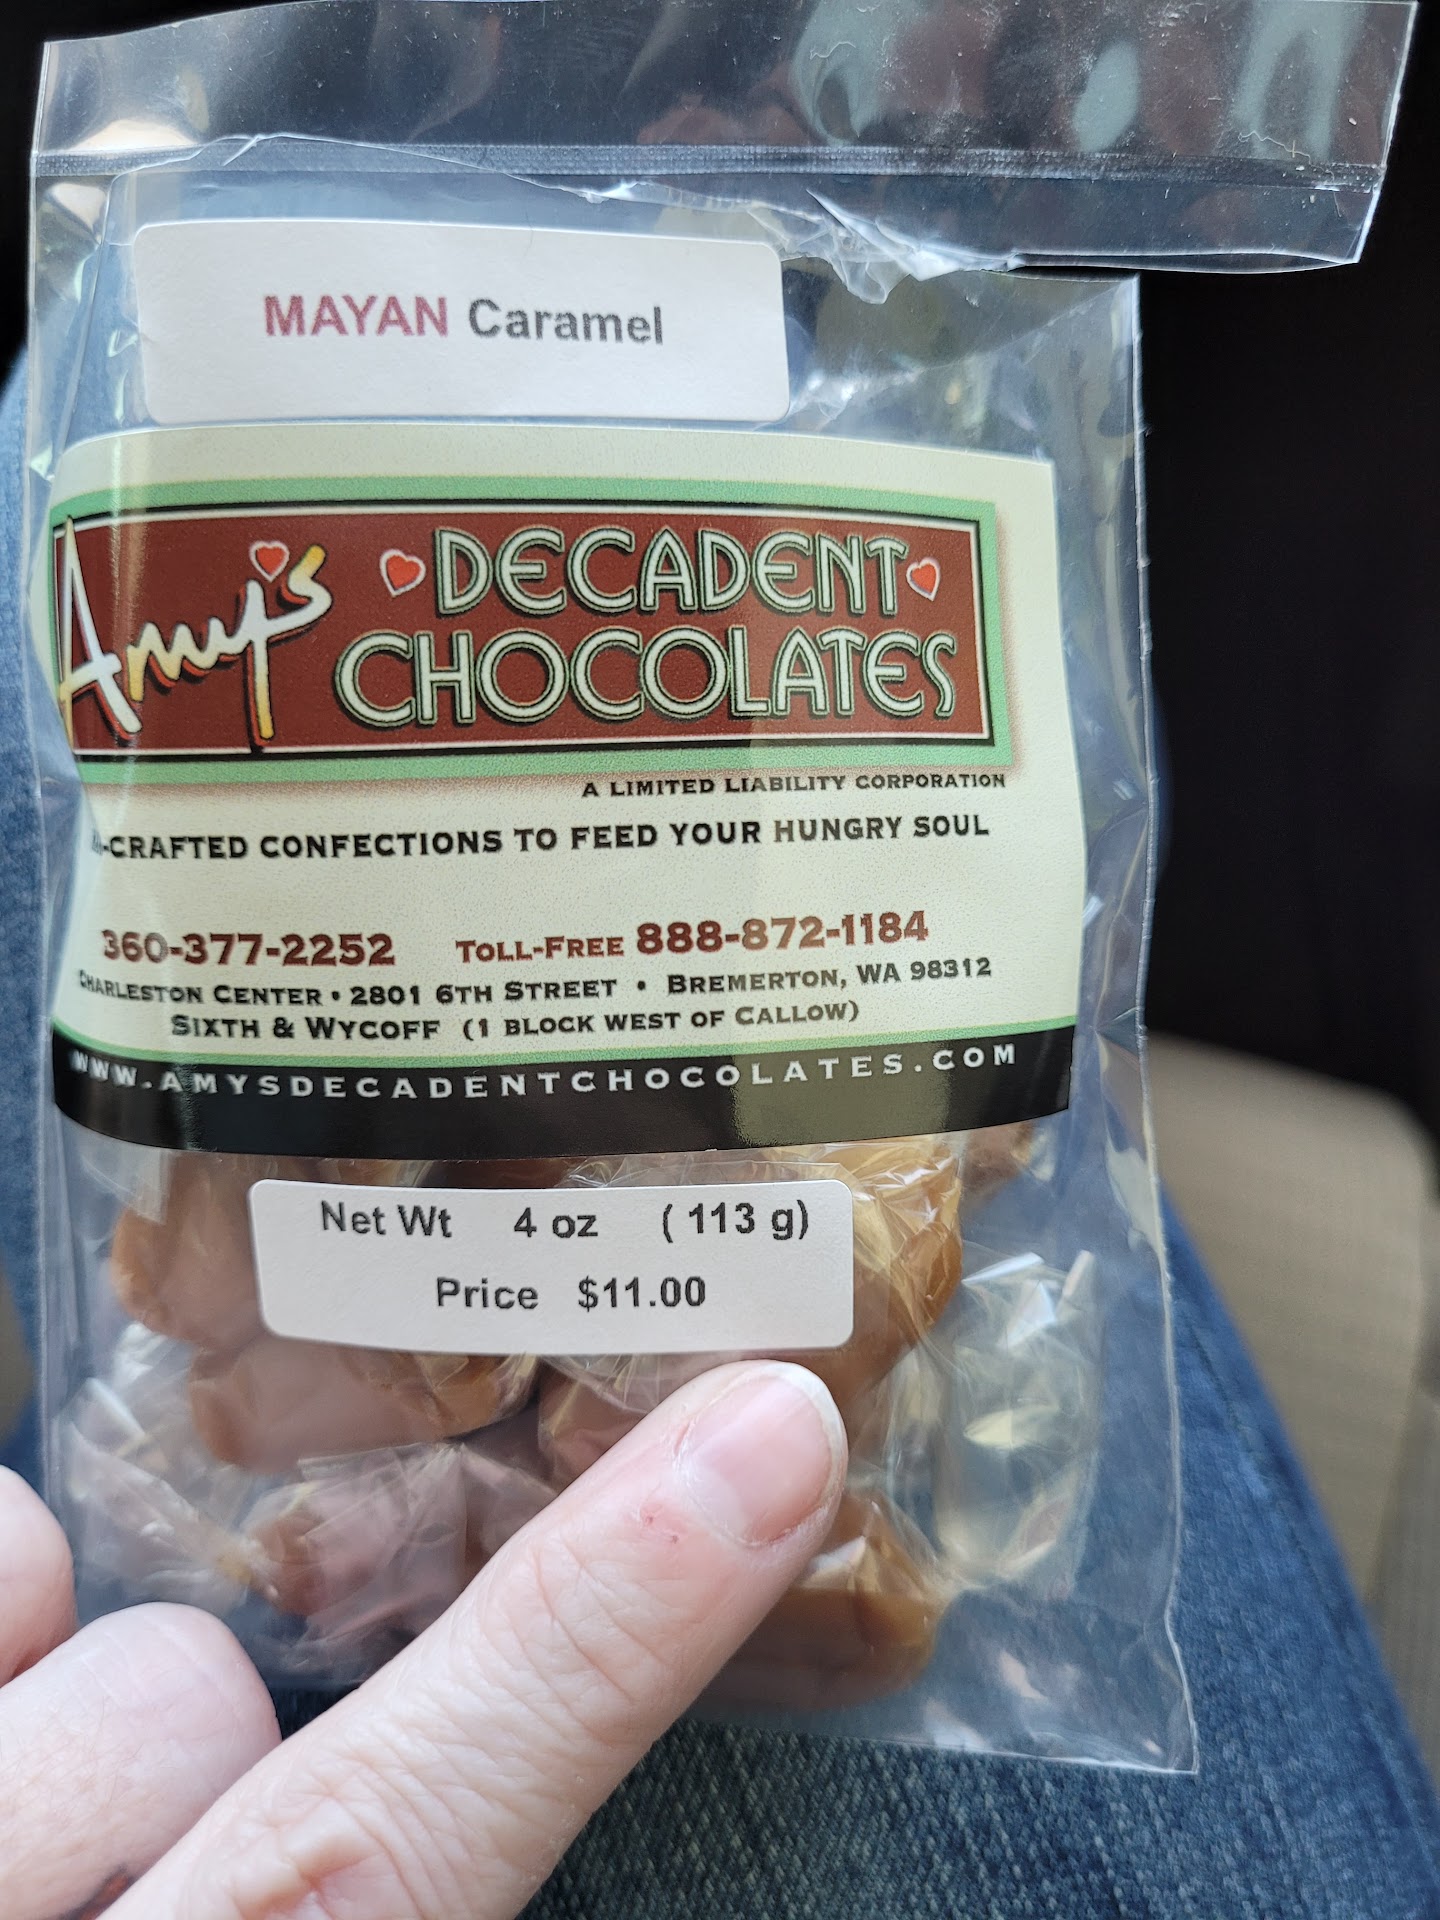 MAYAN Caramel
Amy's DECADENT
CHOCOLATES
A LIMITED LIABILITY CORPORATION
-CRAFTED CONFECTIONS TO FEED YOUR HUNGRY SOUL
360-377-2252 TOLL-FREE 888-872-1184
CHARLESTON CENTER • 2801 6TH STREET • BREMERTON, WA 98312
SIXTH & WYCOFF (1 BLOCK WEST OF CALLOW)
WWW.AMYSDECADENTCHOCOLATES.COM
Net Wt 4 oz ( 113 g)
Price $11.00